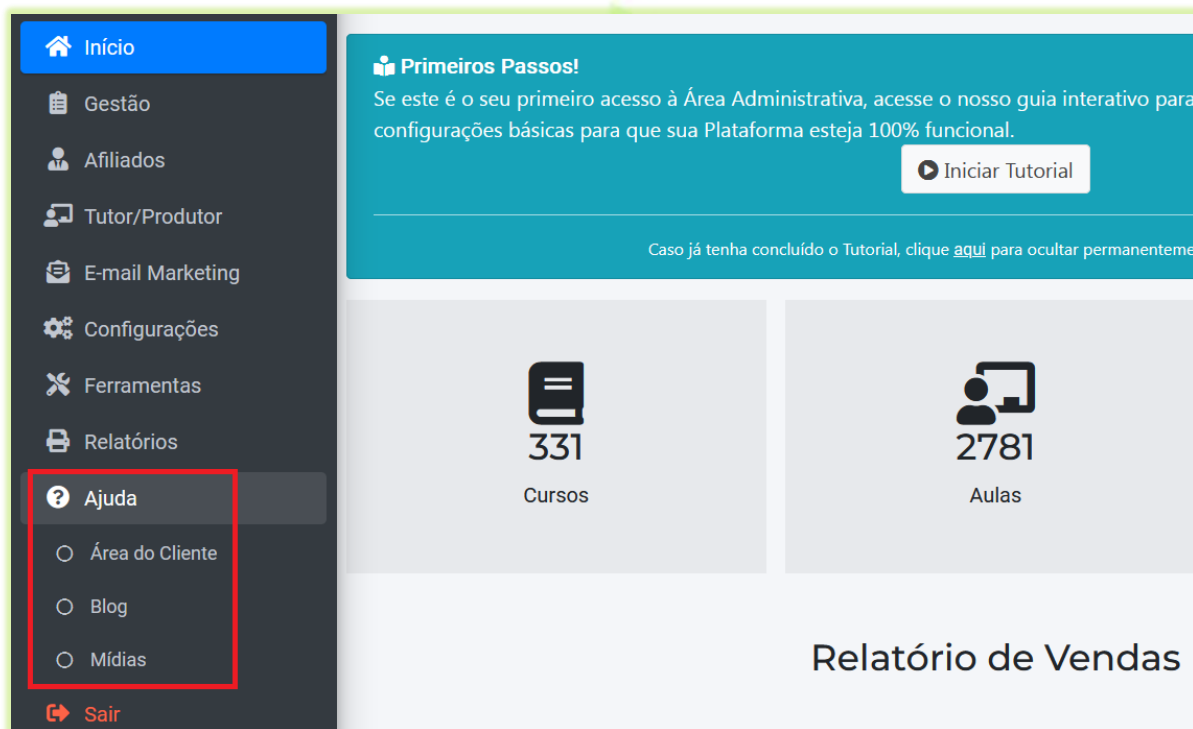 Início
Gestão
Afiliados
Tutor/Produtor
E-mail Marketing
Configurações
Ferramentas
Relatórios
Ajuda
Área do Cliente
Blog
Mídias
Sair
Primeiros Passos!
Se este é o seu primeiro acesso à Área Administrativa, acesse o nosso guia interativo para
configurações básicas para que sua Plataforma esteja 100% funcional.
Iniciar Tutorial
Caso já tenha concluído o Tutorial, clique aqui para ocultar permanenteme
331
Cursos
2781
Aulas
Relatório de Vendas